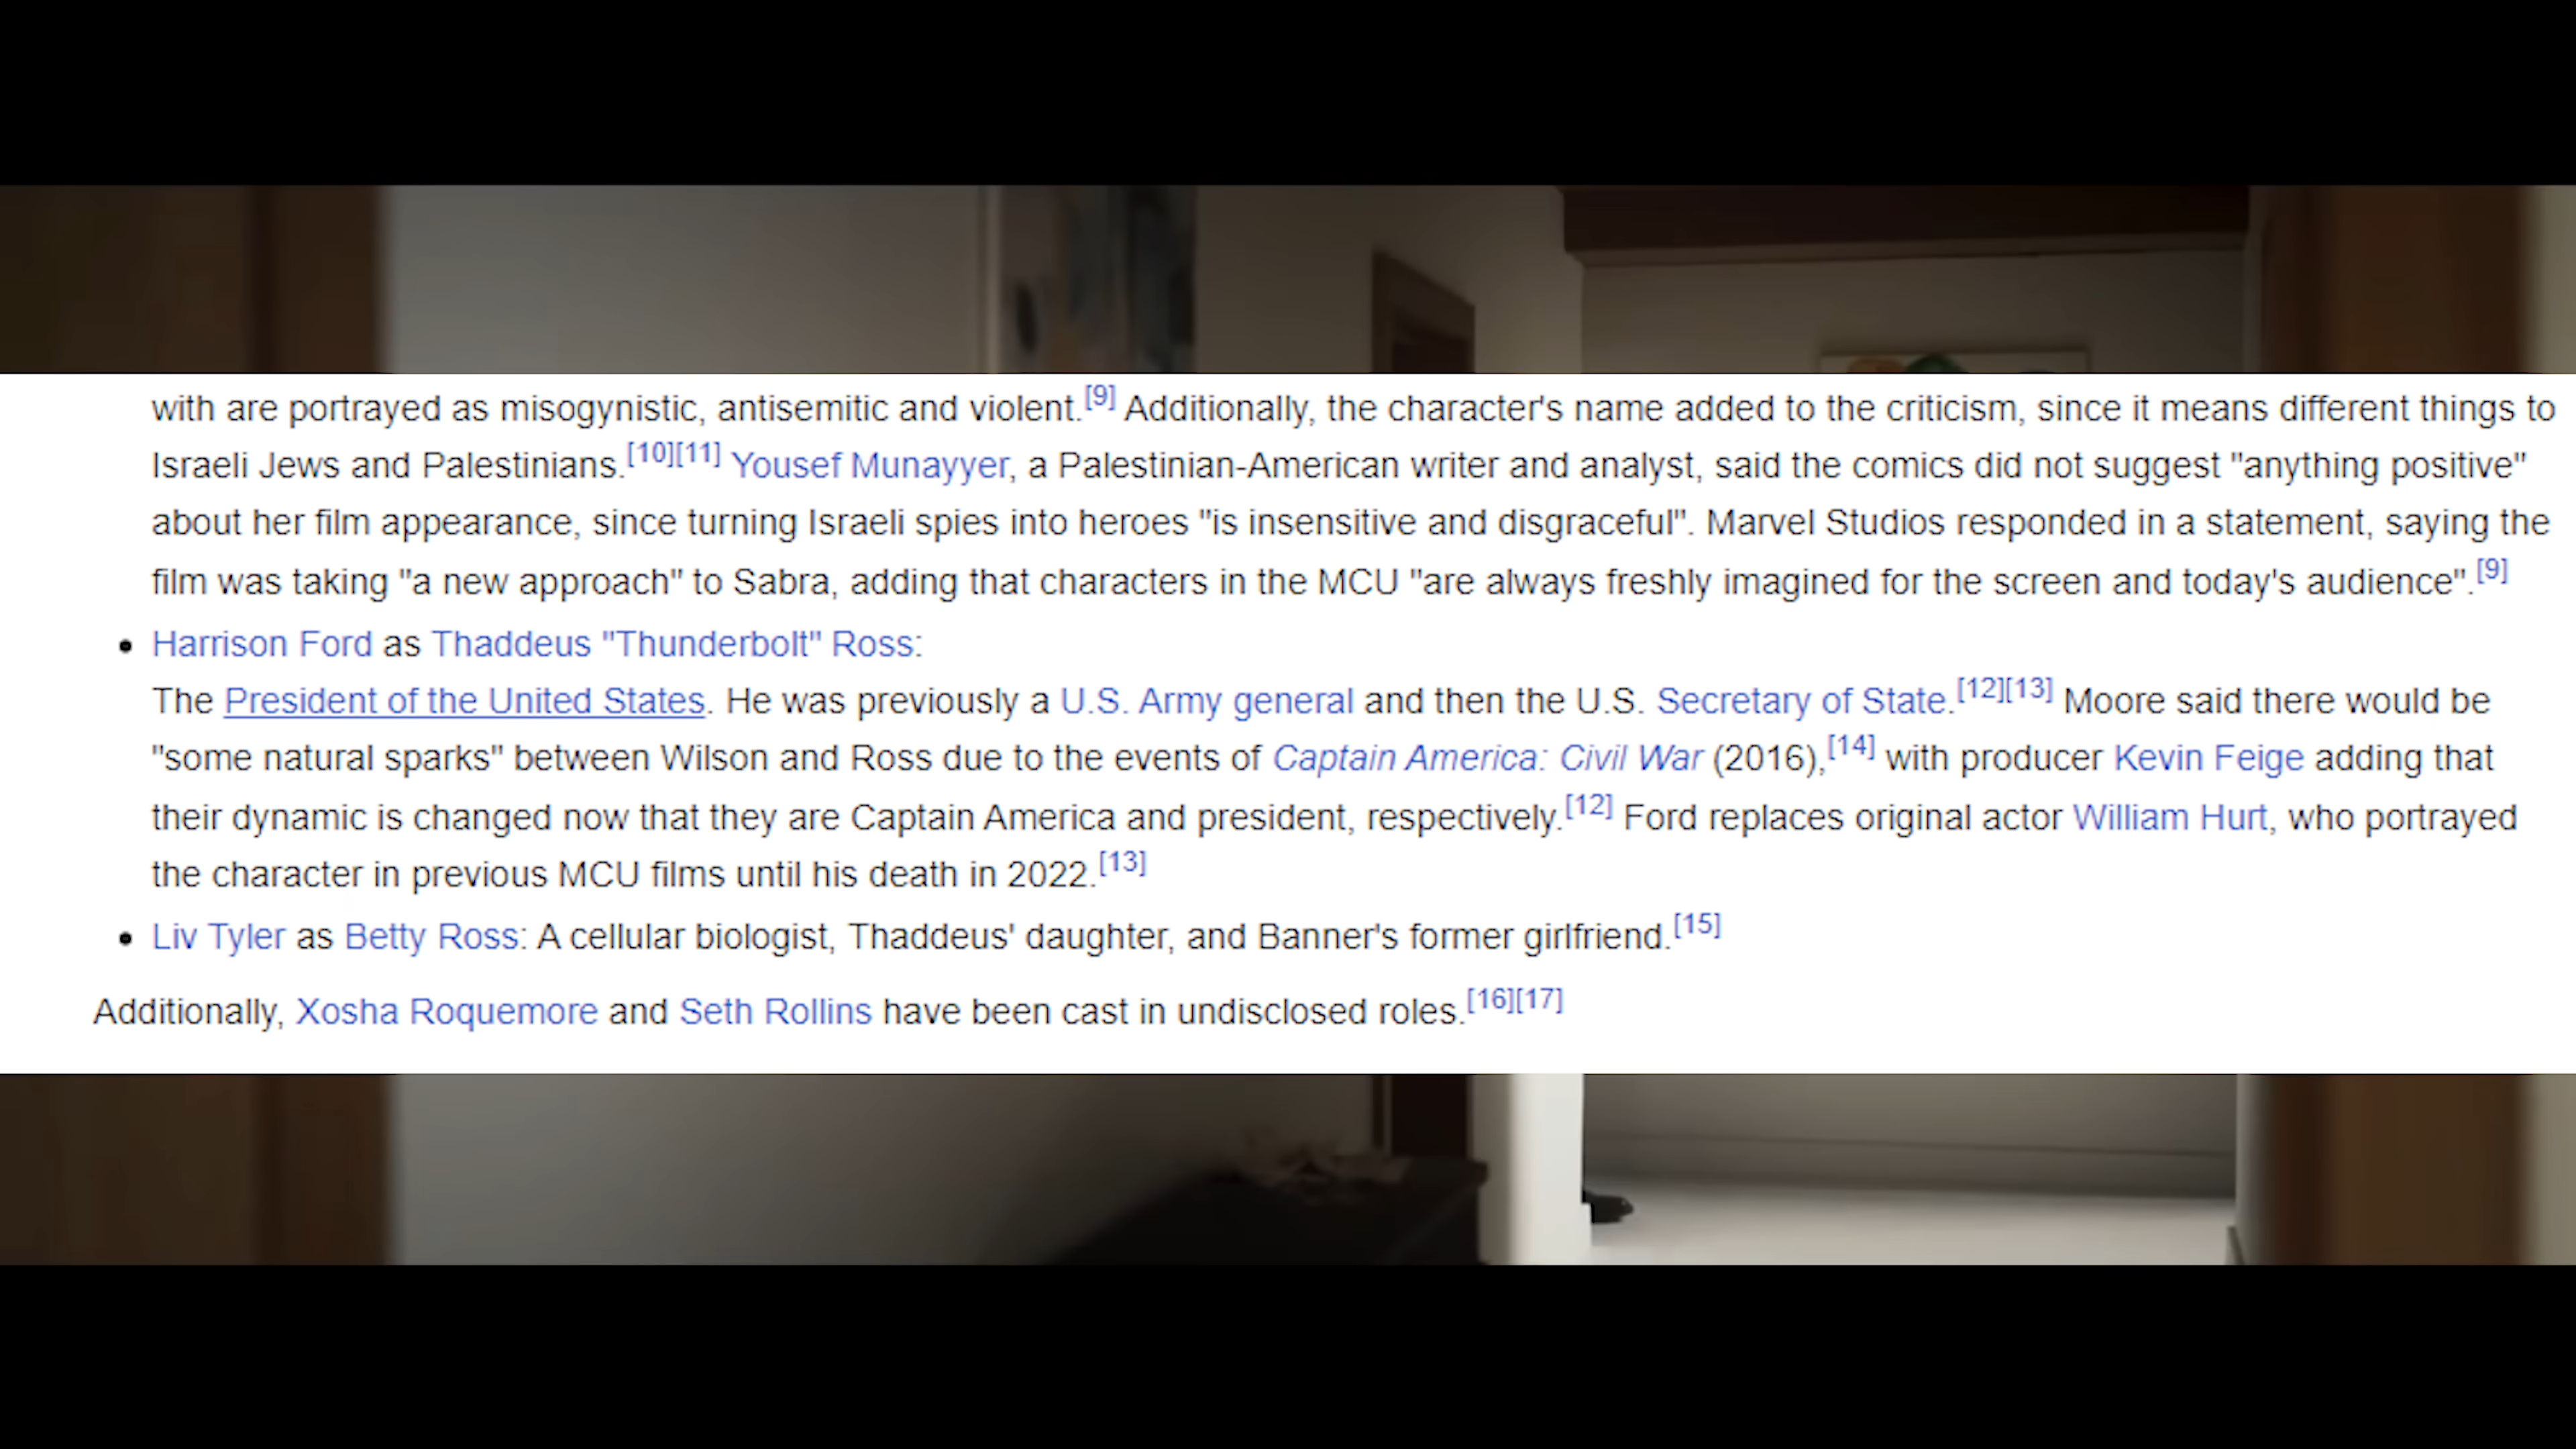 with are portrayed as misogynistic, antisemitic and violent.[9] Additionally, the character's name added to the criticism, since it means different things to
Israeli Jews and Palestinians.[10][11] Yousef Munayyer, a Palestinian-American writer and analyst, said the comics did not suggest "anything positive"
about her film appearance, since turning Israeli spies into heroes "is insensitive and disgraceful". Marvel Studios responded in a statement, saying the
film was taking "a new approach" to Sabra, adding that characters in the MCU "are always freshly imagined for the screen and today's audience".[9]
• Harrison Ford as Thaddeus "Thunderbolt" Ross:
The President of the United States. He was previously a U.S. Army general and then the U.S. Secretary of State.[12][13] Moore said there would be
"some natural sparks" between Wilson and Ross due to the events of Captain America: Civil War (2016),[14] with producer Kevin Feige adding that
their dynamic is changed now that they are Captain America and president, respectively.[12] Ford replaces original actor William Hurt, who portrayed
the character in previous MCU films until his death in 2022.[13]
• Liv Tyler as Betty Ross: A cellular biologist, Thaddeus' daughter, and Banner's former girlfriend.[15]
Additionally, Xosha Roquemore and Seth Rollins have been cast in undisclosed roles.[16][17]